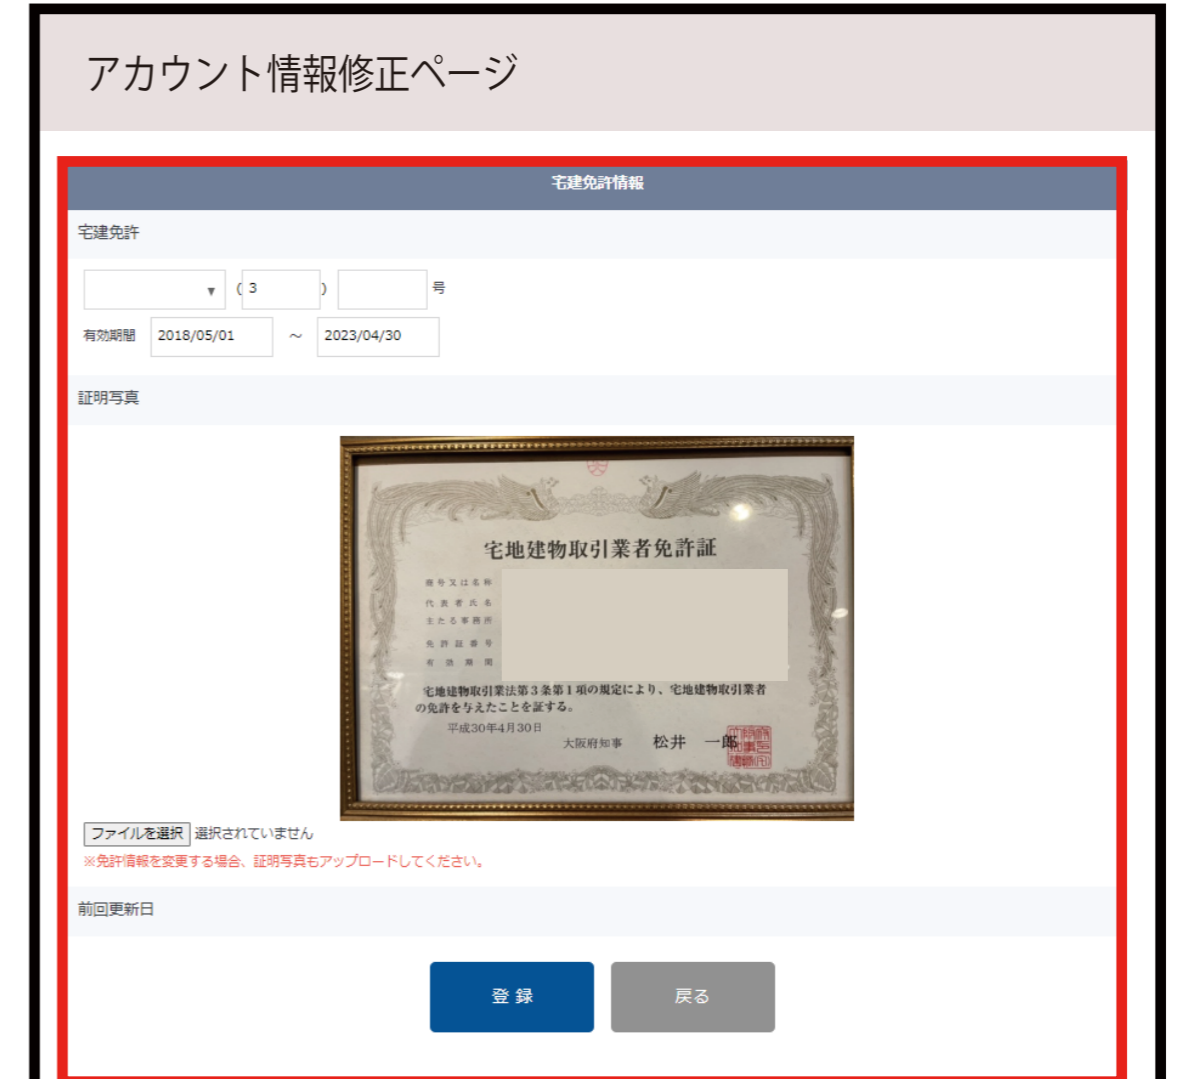 アカウント情報修正ページ
宅建免許情報
宅建免許
▼ ( 3 ) 号
有効期間 2018/05/01 ～ 2023/04/30
証明写真
宅地建物取引業者免許証
商号又は名称
代表者氏名
主たる事務所
免許証番号
有効期間
宅地建物取引業法第3条第1項の規定により、宅地建物取引業者
の免許を与えたことを証する。
平成30年4月30日
大阪府知事 松井 一郎
ファイルを選択 選択されていません
※免許情報を変更する場合、証明写真もアップロードしてください。
前回更新日
登 録 戻る